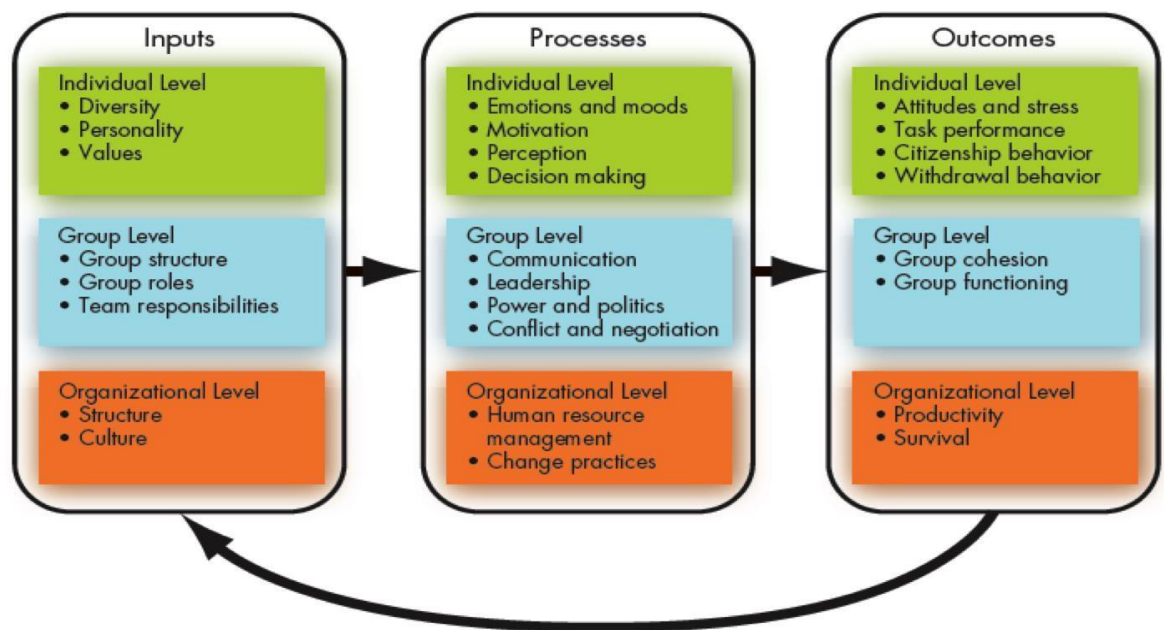 Inputs
Individual Level
• Diversity
• Personality
• Values
Group Level
• Group structure
• Group roles
• Team responsibilities
Organizational Level
• Structure
• Culture
Processes
Individual Level
• Emotions and moods
• Motivation
• Perception
• Decision making
Group Level
• Communication
• Leadership
• Power and politics
• Conflict and negotiation
Organizational Level
• Human resource
management
• Change practices
Outcomes
Individual Level
• Attitudes and stress
• Task performance
• Citizenship behavior
• Withdrawal behavior
Group Level
• Group cohesion
• Group functioning
Organizational Level
• Productivity
• Survival